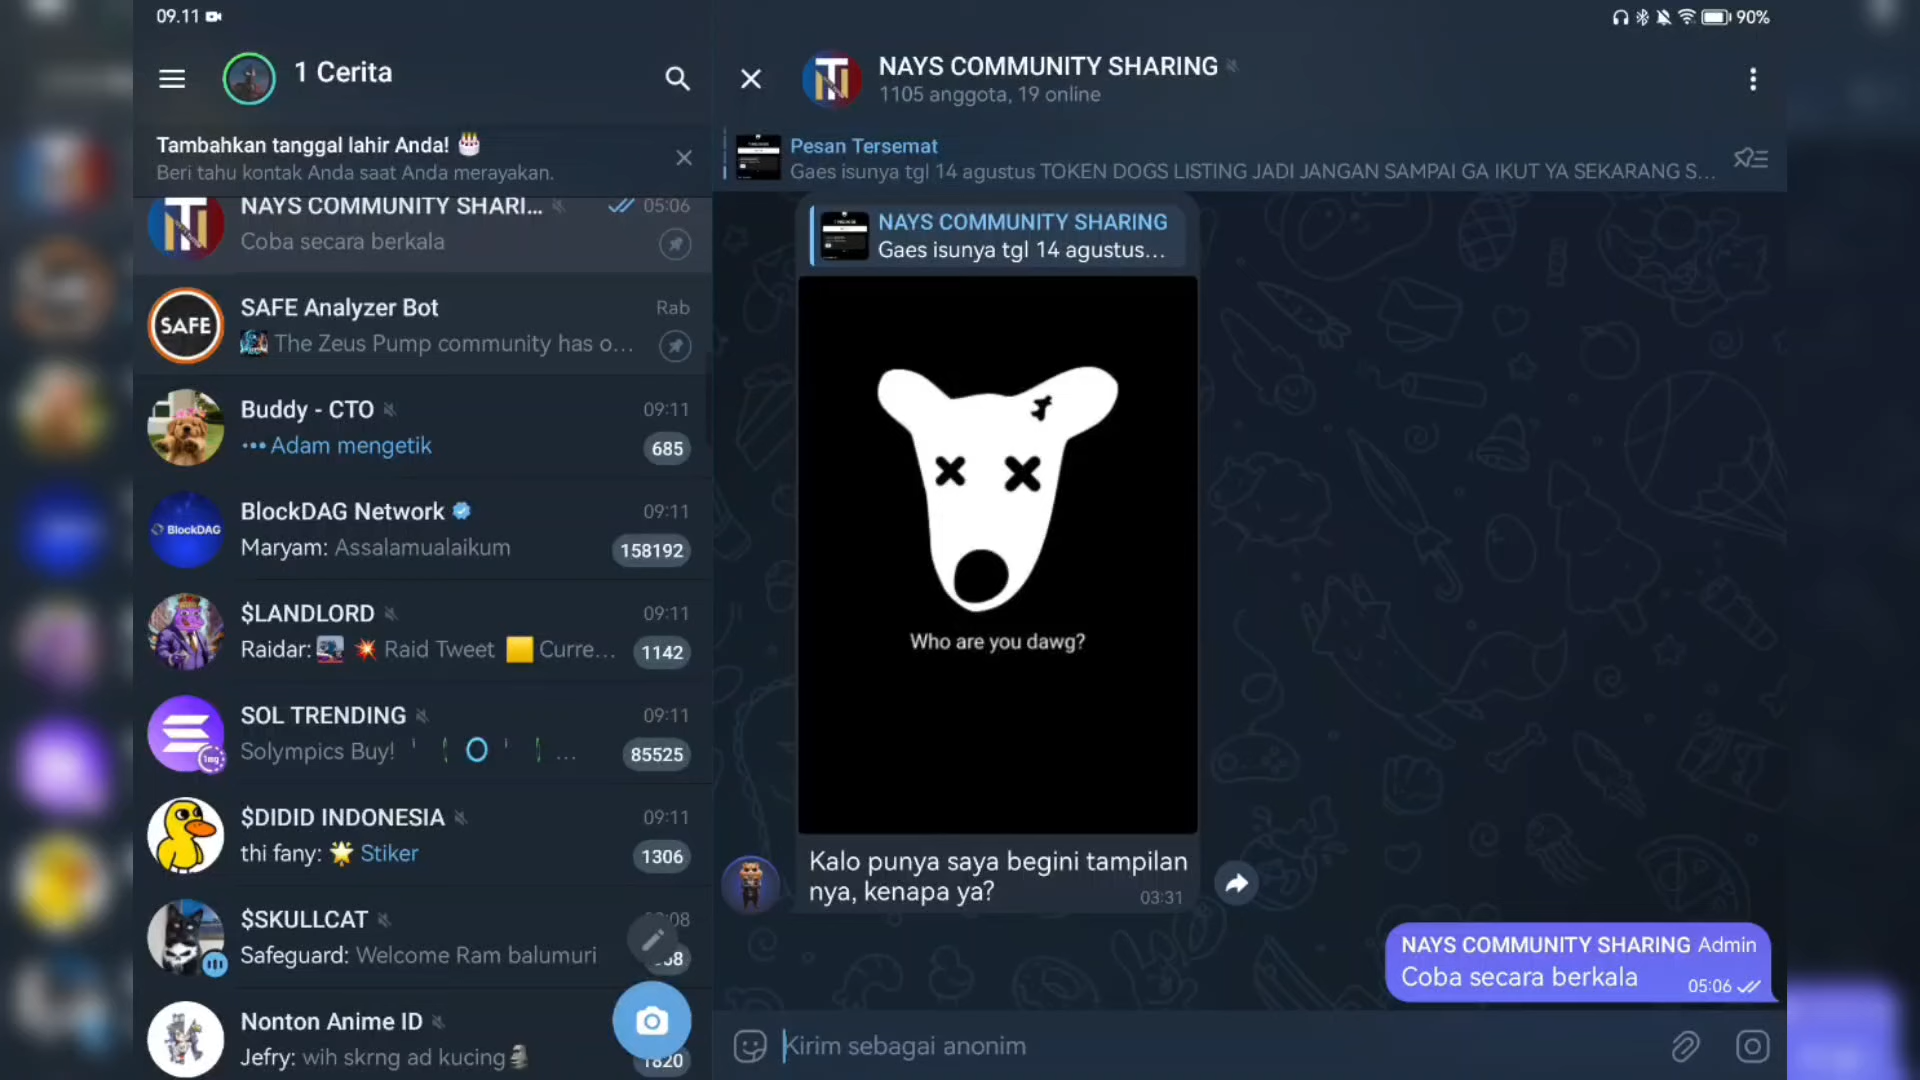 09.11
90%
1 Cerita
Tambahkan tanggal lahir Anda! 🎂
Beri tahu kontak Anda saat Anda merayakan.
NAYS COMMUNITY SHARI...
05:06
Coba secara berkala
SAFE
SAFE Analyzer Bot
Rab
The Zeus Pump community has o...
Buddy - CTO
09:11
Adam mengetik
685
BlockDAG
BlockDAG Network
09:11
Maryam: Assalamualaikum
158192
$LANDLORD
09:11
Raidar: 💥 Raid Tweet 🟨 Curre...
1142
SOL TRENDING
09:11
Solympics Buy!
85525
$DIDID INDONESIA
09:11
thi fany: 🌟 Stiker
1306
$SKULLCAT
Safeguard: Welcome Ram balumuri
Nonton Anime ID
Jefry: wih skrng ad kucing🗿
1820
NAYS COMMUNITY SHARING
1105 anggota, 19 online
Pesan Tersemat
Gaes isunya tgl 14 agustus TOKEN DOGS LISTING JADI JANGAN SAMPAI GA IKUT YA SEKARANG S...
NAYS COMMUNITY SHARING
Gaes isunya tgl 14 agustus...
Who are you dawg?
Kalo punya saya begini tampilan
nya, kenapa ya?
03:31
NAYS COMMUNITY SHARING Admin
Coba secara berkala
05:06
Kirim sebagai anonim